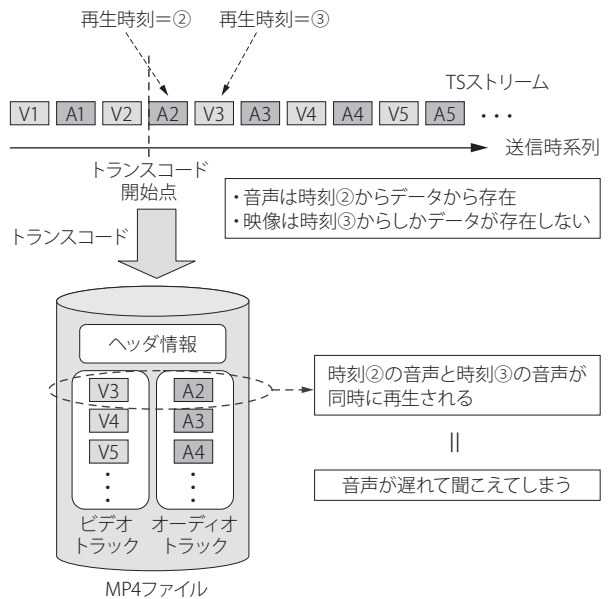 再生時刻=② 再生時刻=③
TSストリーム
V1 A1 V2 A2 V3 A3 V4 A4 V5 A5 ・・・
送信時系列
トランスコード
開始点
・音声は時刻②からデータから存在
・映像は時刻③からしかデータが存在しない
トランスコード
ヘッダ情報
V3 A2
V4 A3
V5 A4
時刻②の音声と時刻③の音声が
同時に再生される
=
音声が遅れて聞こえてしまう
ビデオ オーディオ
トラック トラック
MP4ファイル